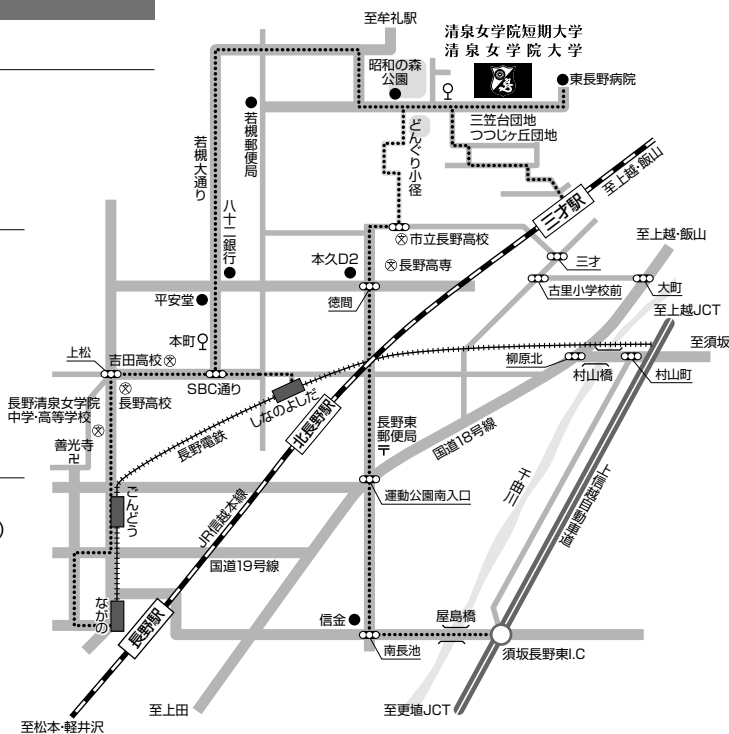 至牟礼駅
清泉女学院短期大学
清泉女学院大学
昭和の森
公園
東長野病院
三笠台団地
つつじヶ丘団地
どんぐり小径
若槻郵便局
若槻大通り
八十二銀行
三才駅
至上越・飯山
市立長野高校
長野高専
本久D2
徳間
三才
至上越・飯山
古里小学校前
大町
至上越JCT
平安堂
本町
上松
吉田高校
SBC通り
長野高校
長野清泉女学院
中学・高等学校
善光寺
しなのよしだ
北長野駅
長野電鉄
柳原北
村山橋
村山町
至須坂
長野東
郵便局
〒
国道18号線
千曲川
上信越自動車道
運動公園南入口
ごんどう
JR信越本線
国道19号線
ながの
長野駅
信金
屋島橋
南長池
須坂長野東I.C
至松本・軽井沢
至上田
至更埴JCT
)